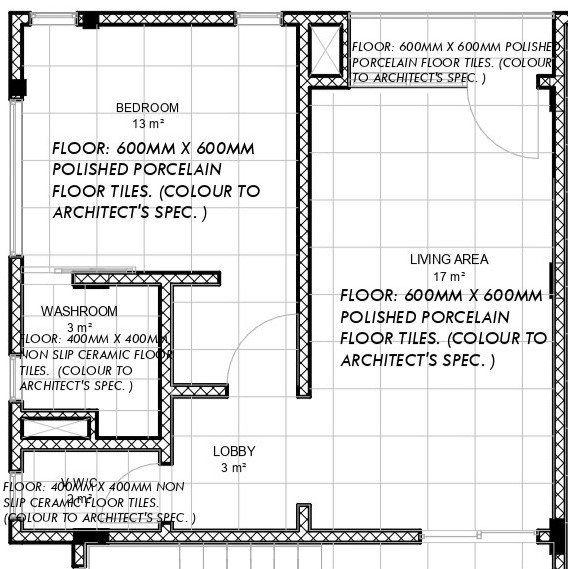 FLOOR: 600MM X 600MM POLISHED
PORCELAIN FLOOR TILES. (COLOUR
TO ARCHITECT'S SPEC. )
BEDROOM
13 m²
FLOOR: 600MM X 600MM
POLISHED PORCELAIN
FLOOR TILES. (COLOUR TO
ARCHITECT'S SPEC. )
LIVING AREA
17 m²
FLOOR: 600MM X 600MM
POLISHED PORCELAIN
FLOOR TILES. (COLOUR TO
ARCHITECT'S SPEC. )
WASHROOM
3 m²
FLOOR: 400MM X 400MM
NON SLIP CERAMIC FLOOR
TILES. (COLOUR TO
ARCHITECT'S SPEC. )
LOBBY
3 m²
V.W/C
2 m²
FLOOR: 400MM X 400MM NON
SLIP CERAMIC FLOOR TILES.
(COLOUR TO ARCHITECT'S SPEC. )